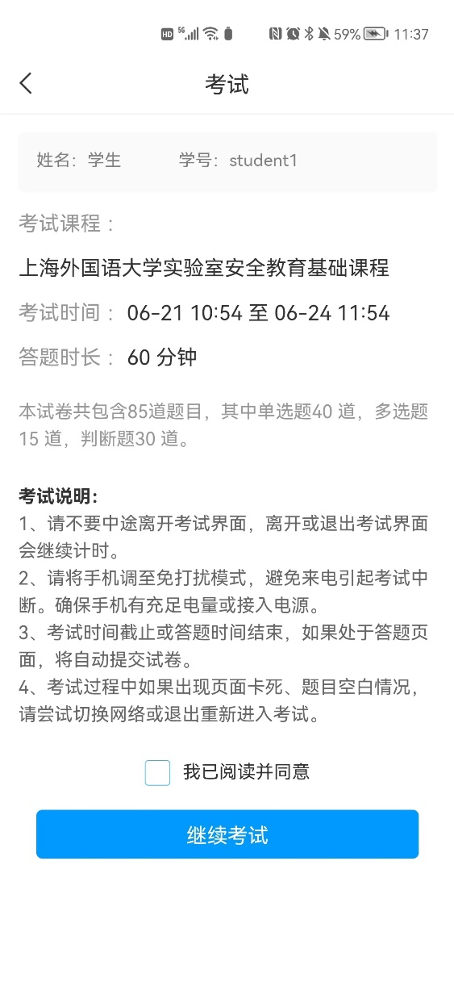 HD 5G 59% 11:37
考试
姓名：学生 学号：student1
考试课程：
上海外国语大学实验室安全教育基础课程
考试时间：06-21 10:54 至 06-24 11:54
答题时长：60 分钟
本试卷共包含85道题目，其中单选题40 道，多选题
15 道，判断题30 道。
考试说明：
1、请不要中途离开考试界面，离开或退出考试界面
会继续计时。
2、请将手机调至免打扰模式，避免来电引起考试中
断。确保手机有充足电量或接入电源。
3、考试时间截止或答题时间结束，如果处于答题页
面，将自动提交试卷。
4、考试过程中如果出现页面卡死、题目空白情况，
请尝试切换网络或退出重新进入考试。
我已阅读并同意
继续考试